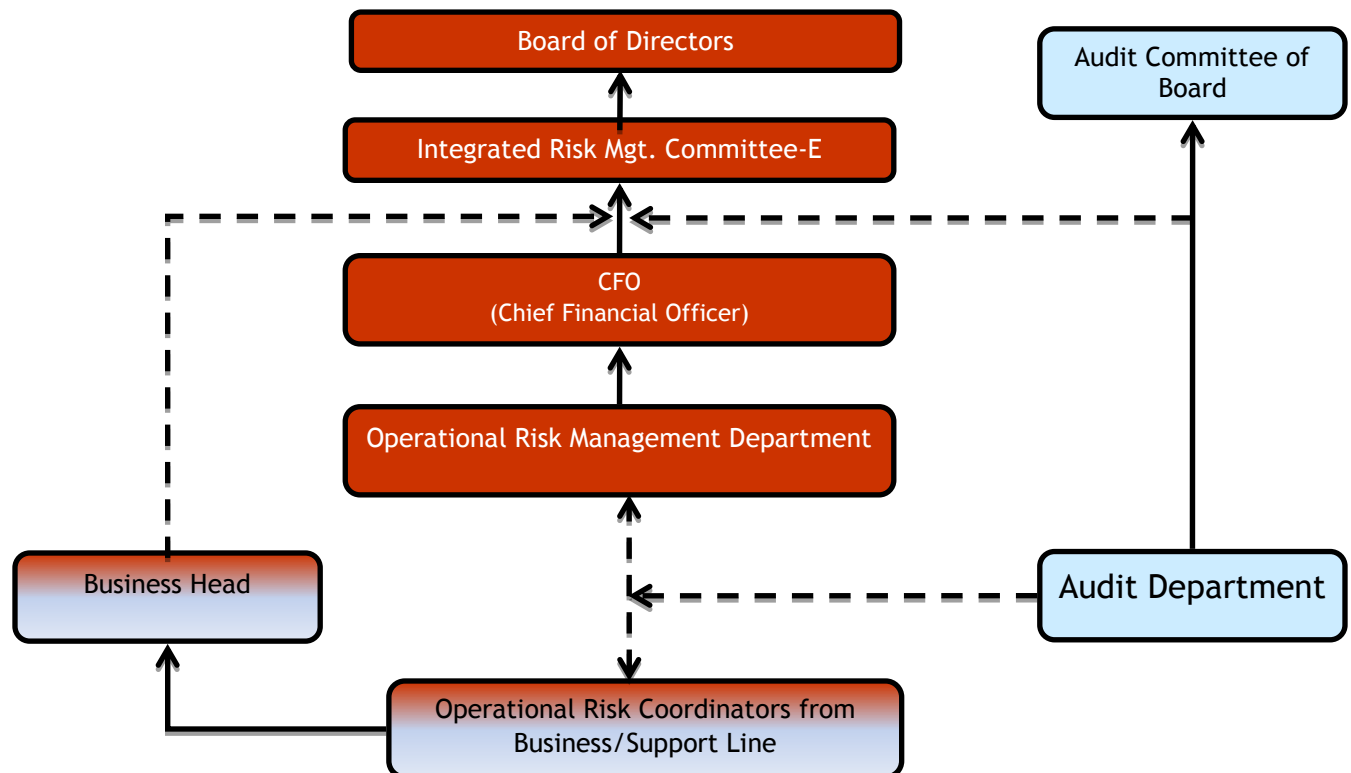 Board of Directors
Audit Committee of
Board
Integrated Risk Mgt. Committee-E
CFO
(Chief Financial Officer)
Operational Risk Management Department
Business Head
Audit Department
Operational Risk Coordinators from
Business/Support Line